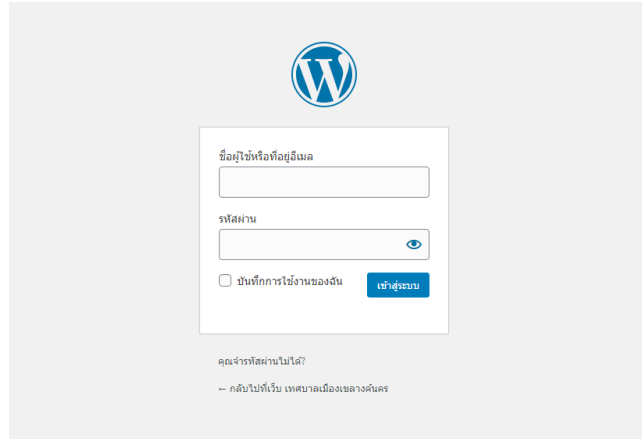 ชื่อผู้ใช้หรือที่อยู่อีเมล
รหัสผ่าน
บันทึกการใช้งานของฉัน
เข้าสู่ระบบ
คุณจำรหัสผ่านไม่ได้?
← กลับไปที่เว็บ เทศบาลเมืองเขลางค์นคร